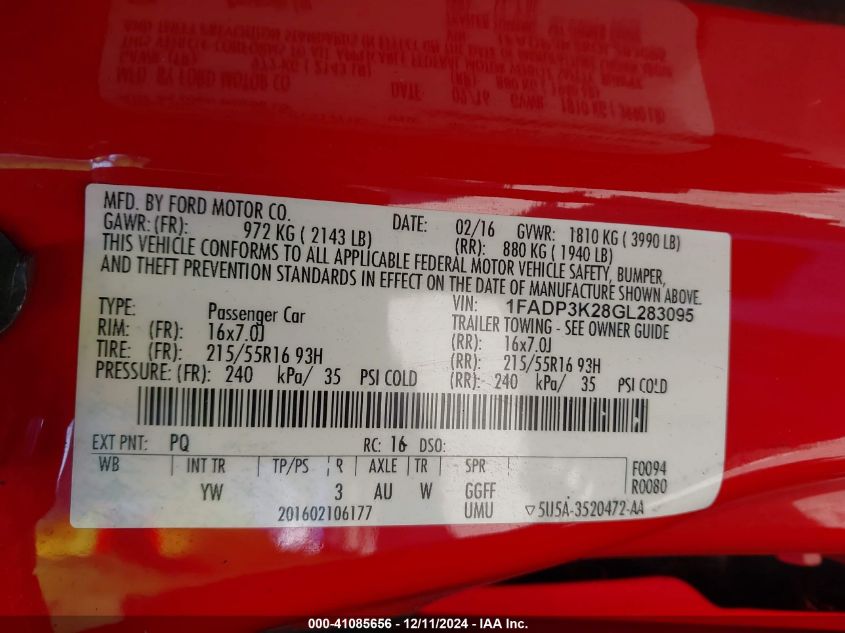 MFD. BY FORD MOTOR CO.
DATE: 02/16 GVWR: 1810 KG ( 3990 LB)
GAWR: (FR): 972 KG ( 2143 LB) (RR): 880 KG ( 1940 LB)
THIS VEHICLE CONFORMS TO ALL APPLICABLE FEDERAL MOTOR VEHICLE SAFETY, BUMPER,
AND THEFT PREVENTION STANDARDS IN EFFECT ON THE DATE OF MANUFACTURE SHOWN ABOVE.
VIN: 1FADP3K28GL283095
TYPE: Passenger Car TRAILER TOWING - SEE OWNER GUIDE
RIM: (FR): 16x7.0J (RR): 16x7.0J
TIRE: (FR): 215/55R16 93H (RR): 215/55R16 93H
PRESSURE: (FR): 240 kPa/ 35 PSI COLD (RR): 240 kPa/ 35 PSI COLD
EXT PNT: PQ RC: 16 DSO:
WB INT TR TP/PS R AXLE TR SPR F0094
YW 3 AU W GGFF R0080
201602106177 UMU ▽5U5A-3520472-AA
000-41085656 - 12/11/2024 - IAA Inc.